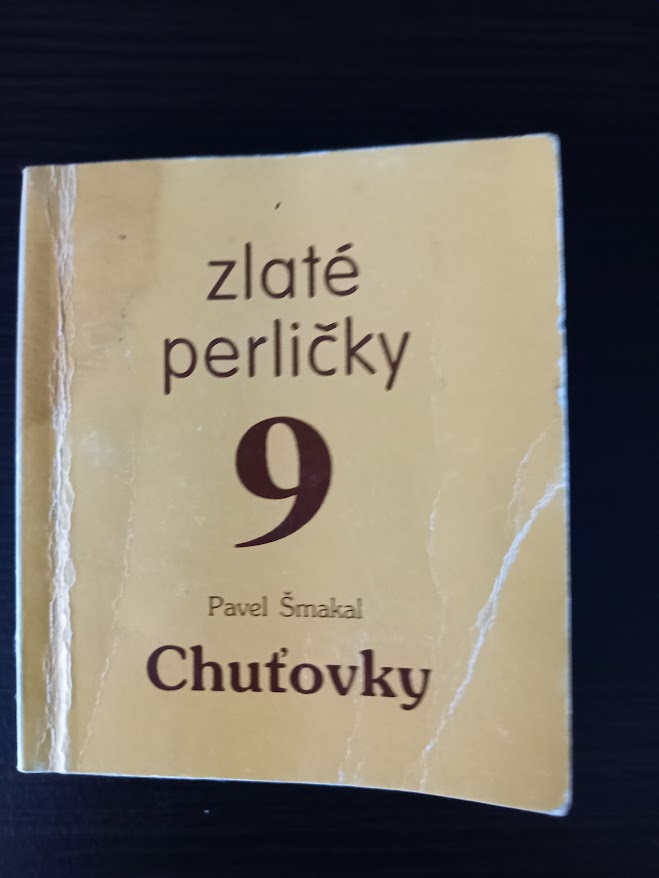 zlaté
perličky
9
Pavel Šmakal
Chuťovky